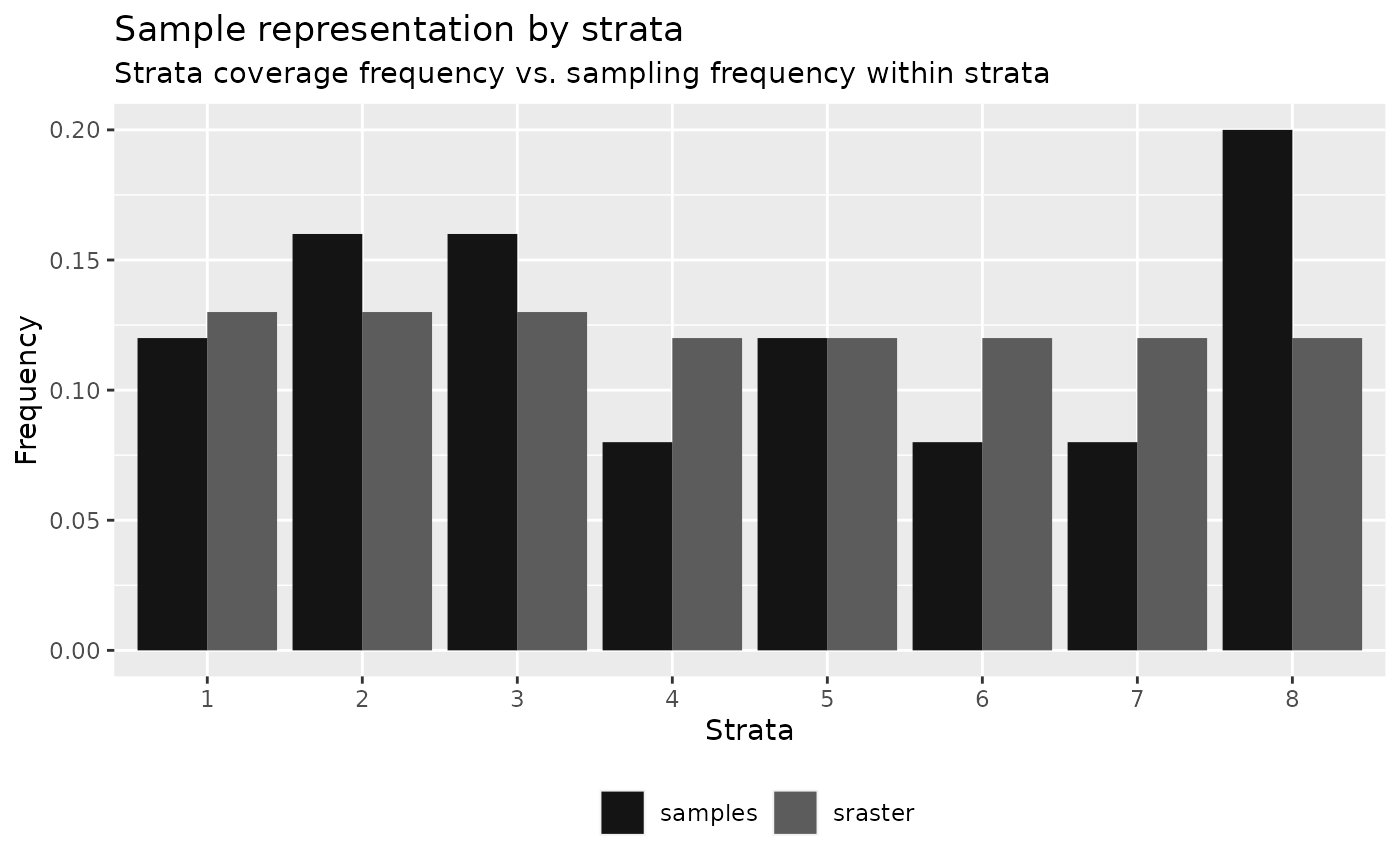 Sample representation by strata
Strata coverage frequency vs. sampling frequency within strata
0.20
0.15
0.10
0.05
0.00
Frequency
1 2 3 4 5 6 7 8
Strata
samples sraster